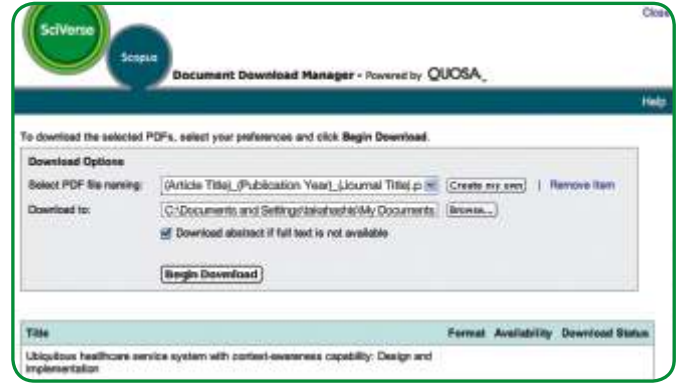 Close
SciVerse
Scopus
Document Download Manager - Powered by QUOSA
Help
To download the selected PDFs, select your preferences and click Begin Download.
Download Options
Select PDF file naming: (Article Title)_(Publication Year)_(Journal Title).p Create my own | Remove Item
Download to: C:\Documents and Settings\takahashik\My Documents Browse...
Download abstract if full text is not available
Begin Download
Title Format Availability Download Status
Ubiquitous healthcare service system with context-awareness capability: Design and
implementation